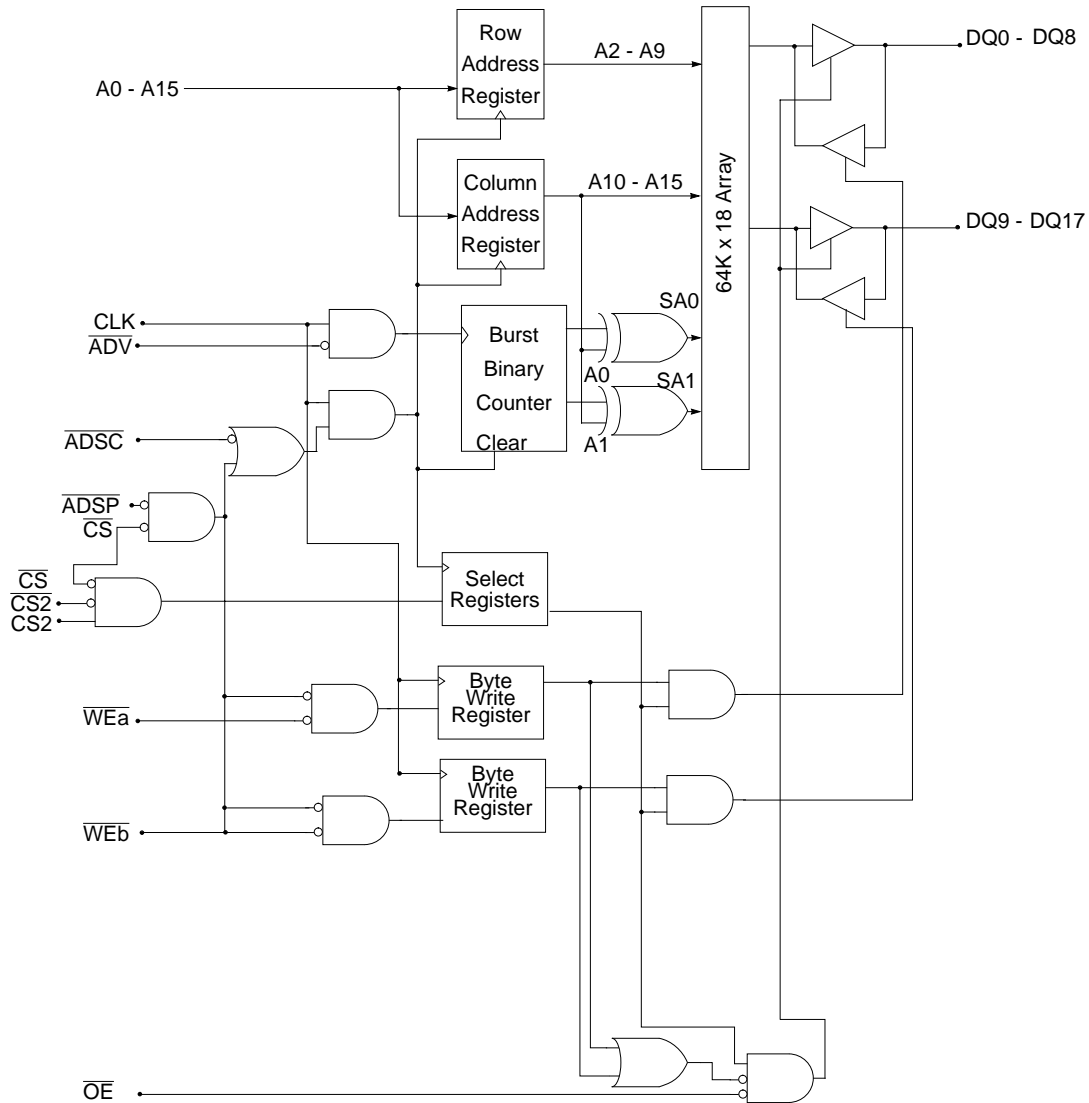 Row
Address
Register
A0 - A15
A2 - A9
DQ0 - DQ8
Column
Address
Register
A10 - A15
64K x 18 Array
DQ9 - DQ17
CLK
ADV
Burst
Binary
Counter
Clear
SA0
A0
SA1
A1
ADSC
ADSP
CS
CS
CS2
CS2
Select
Registers
WEa
Byte
Write
Register
WEb
Byte
Write
Register
OE